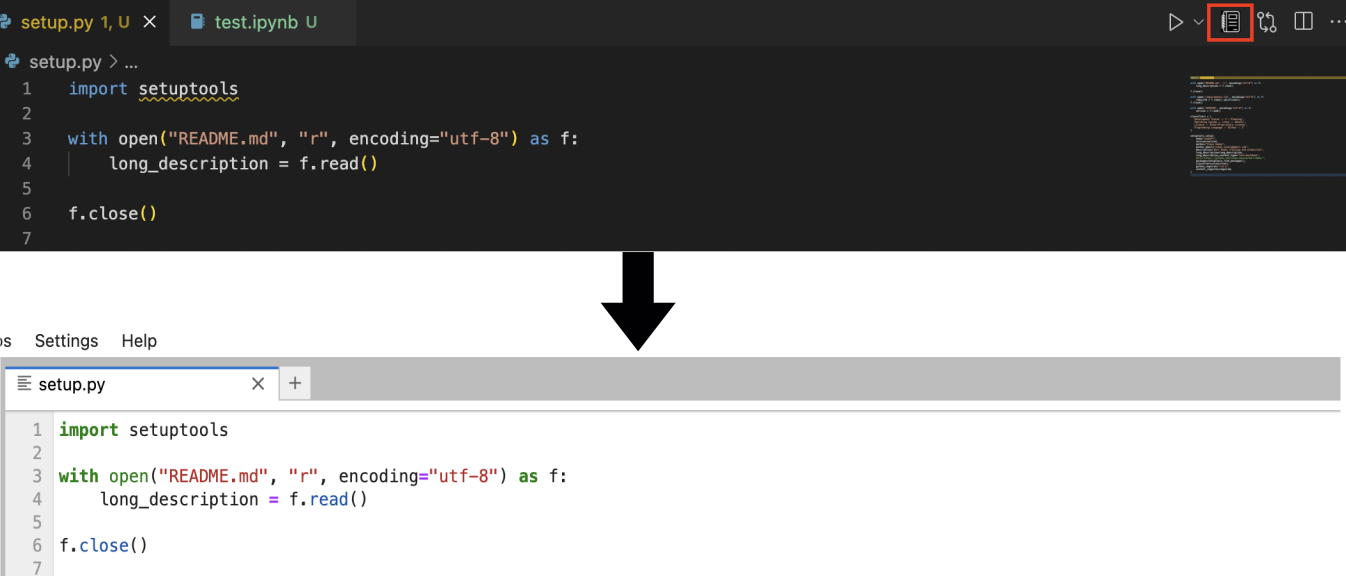 setup.py 1, U
test.ipynb U
setup.py > ...
1 import setuptools
2
3 with open("README.md", "r", encoding="utf-8") as f:
4 long_description = f.read()
5
6 f.close()
7
Settings Help
setup.py
1 import setuptools
2
3 with open("README.md", "r", encoding="utf-8") as f:
4 long_description = f.read()
5
6 f.close()
7